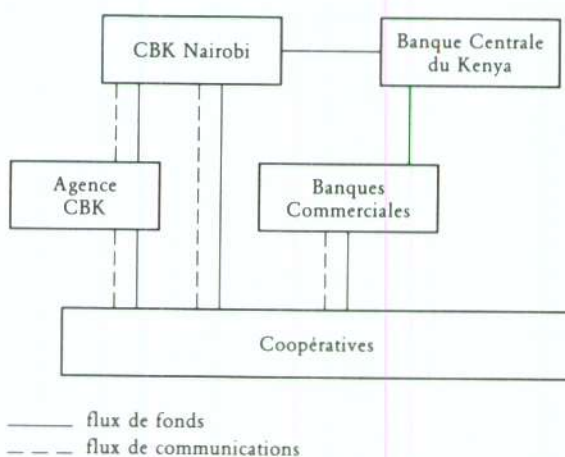 CBK Nairobi
Banque Centrale
du Kenya
Agence
CBK
Banques
Commerciales
Coopératives
flux de fonds
flux de communications